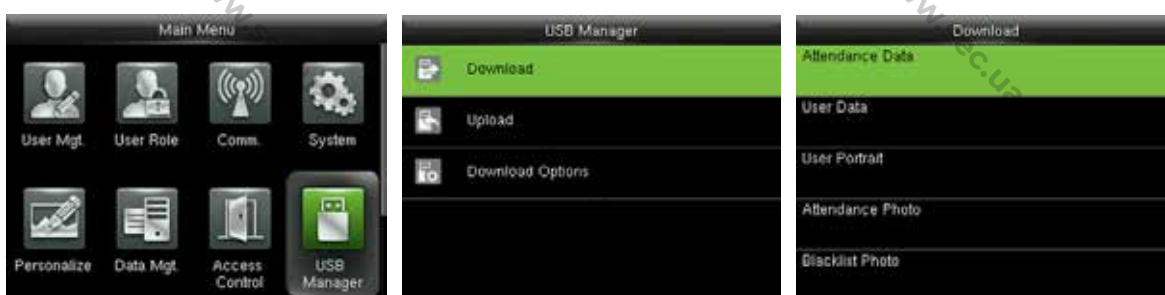 Main Menu
User Mgt.
User Role
Comm.
System
Personalize
Data Mgt.
Access
Control
USB
Manager
USB Manager
Download
Upload
Download Options
Download
Attendance Data
User Data
User Portrait
Attendance Photo
Blacklist Photo